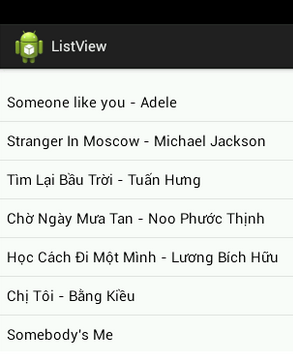 ListView
Someone like you - Adele
Stranger In Moscow - Michael Jackson
Tìm Lại Bầu Trời - Tuấn Hưng
Chờ Ngày Mưa Tan - Noo Phước Thịnh
Học Cách Đi Một Mình - Lương Bích Hữu
Chị Tôi - Bằng Kiều
Somebody's Me